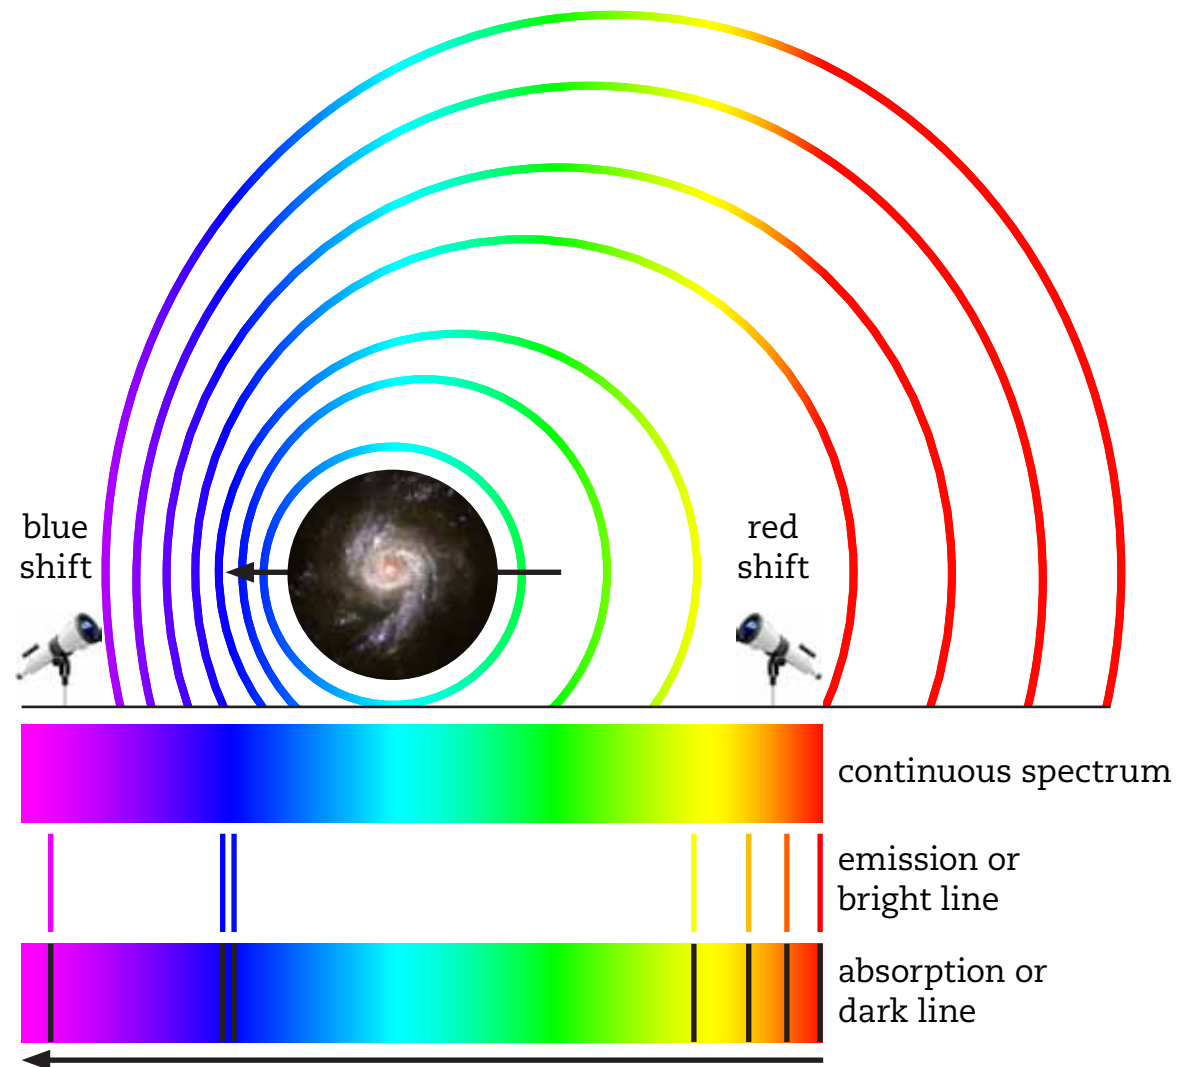 blue
shift
red
shift
continuous spectrum
emission or
bright line
absorption or
dark line